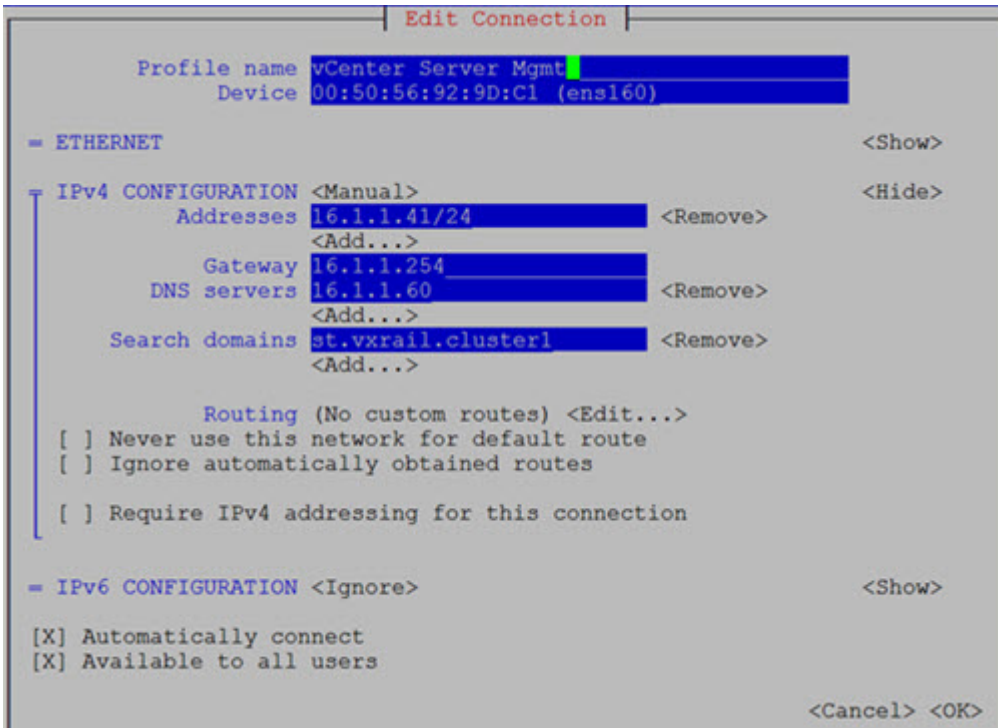 Edit Connection
Profile name vCenter Server Mgmt
Device 00:50:56:92:9D:C1 (ens160)
= ETHERNET <Show>
IPv4 CONFIGURATION <Manual> <Hide>
Addresses 16.1.1.41/24 <Remove>
<Add...>
Gateway 16.1.1.254
DNS servers 16.1.1.60 <Remove>
<Add...>
Search domains st.vxrail.cluster1 <Remove>
<Add...>
Routing (No custom routes) <Edit...>
[ ] Never use this network for default route
[ ] Ignore automatically obtained routes
[ ] Require IPv4 addressing for this connection
= IPv6 CONFIGURATION <Ignore> <Show>
[X] Automatically connect
[X] Available to all users
<Cancel> <OK>